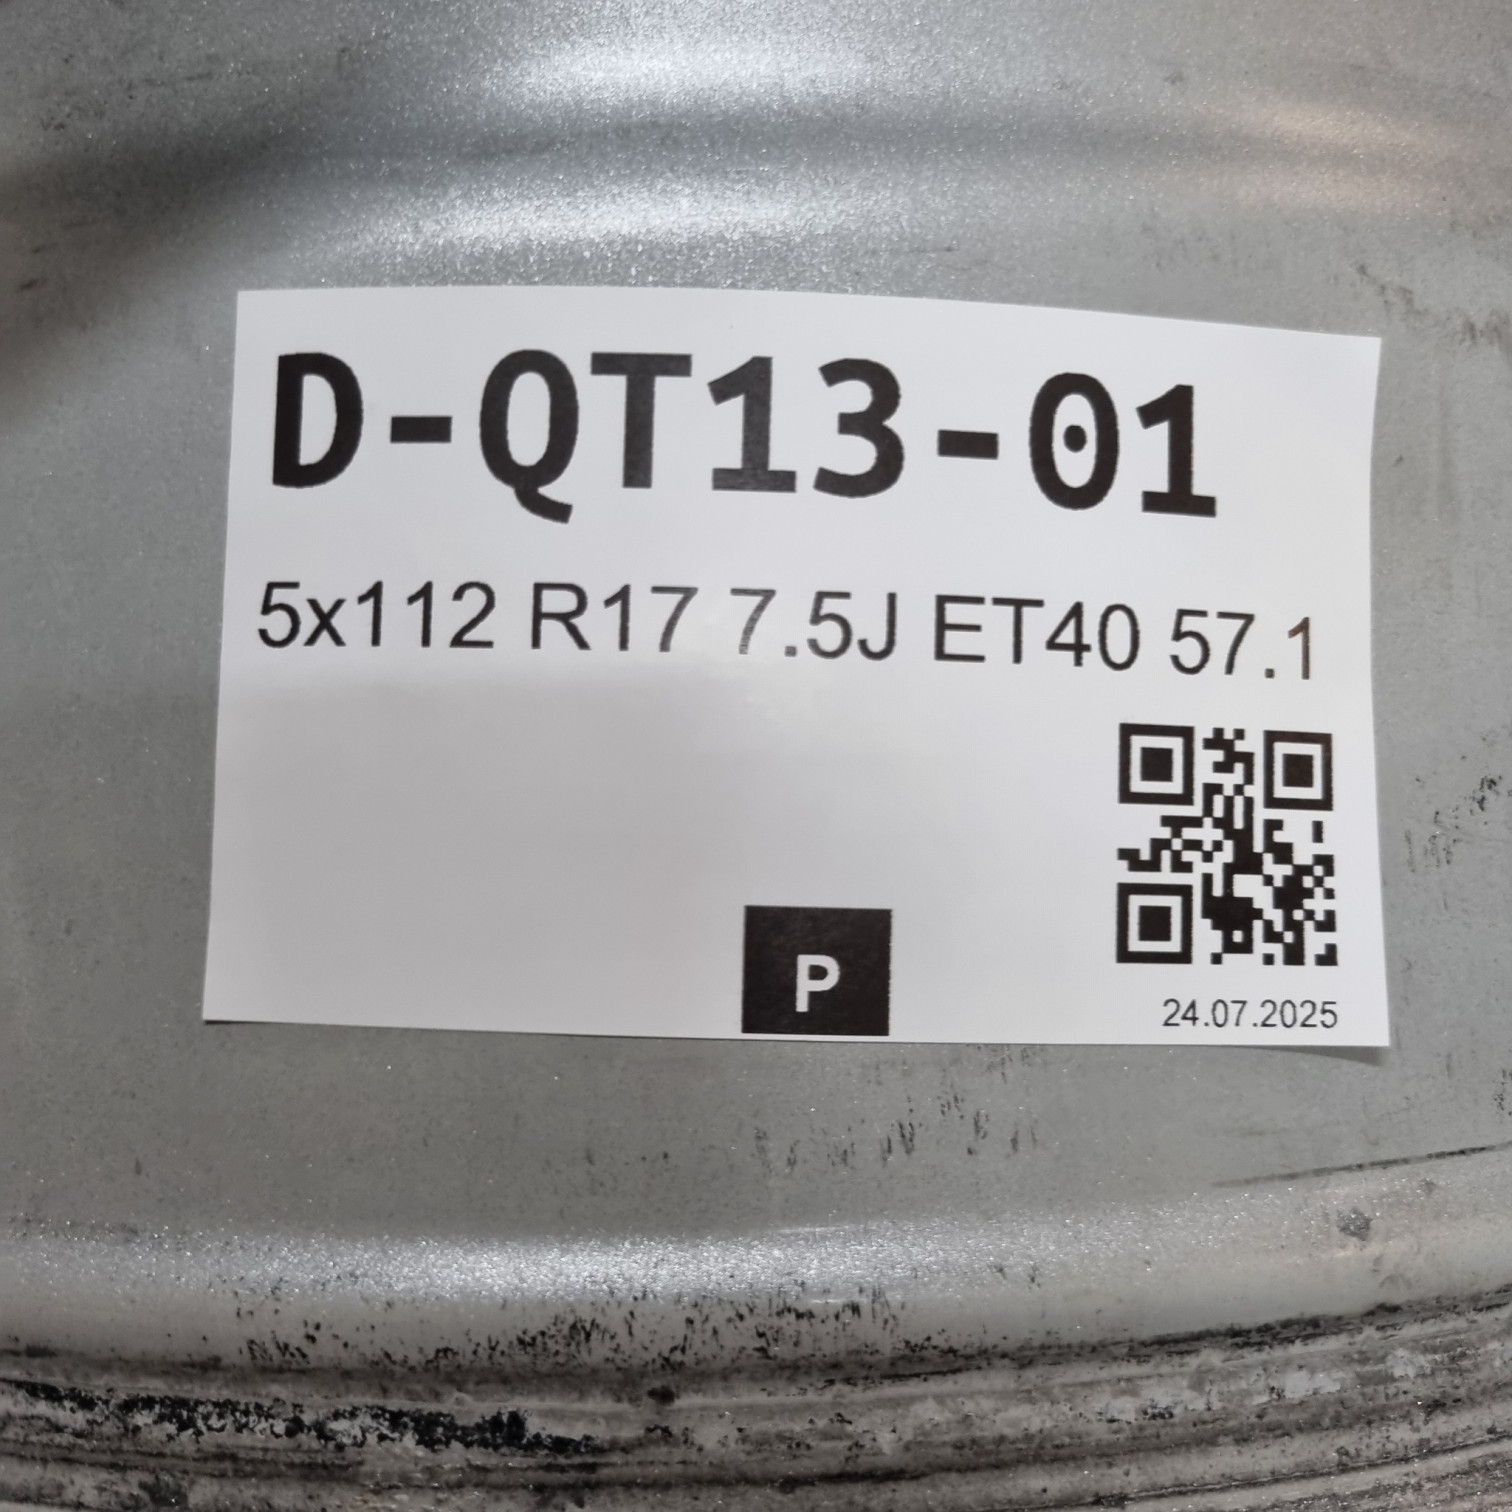 D-QT13-01
5x112 R17 7.5J ET40 57.1
P
24.07.2025